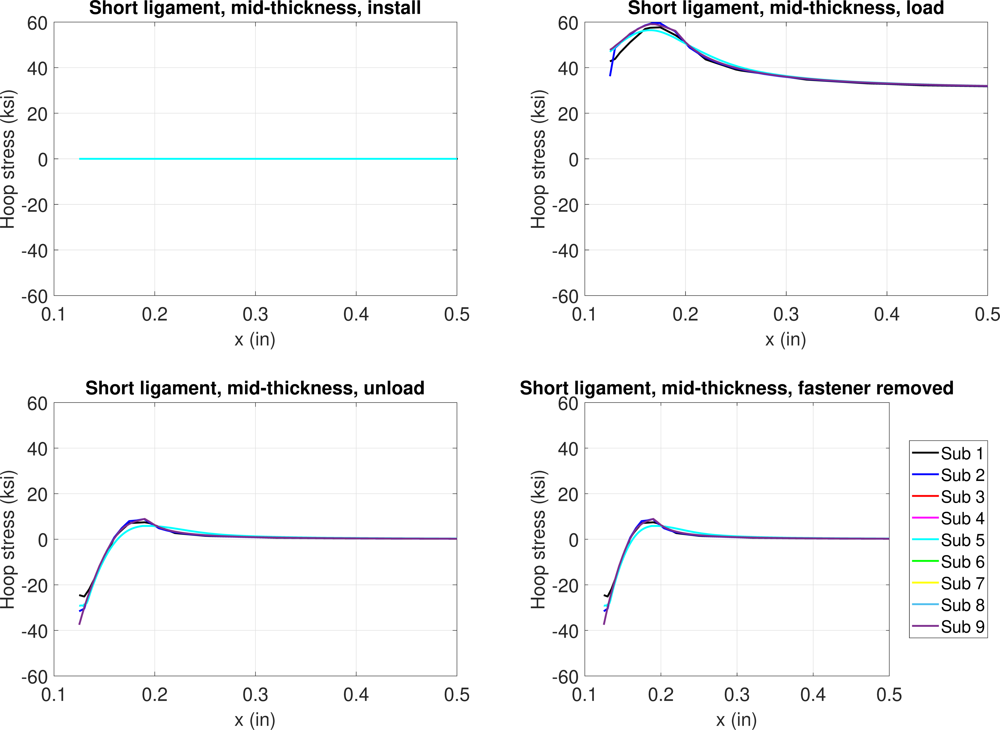 Short ligament, mid-thickness, install
60
40
20
0
-20
-40
-60
0.1 0.2 0.3 0.4 0.5
x (in)
Hoop stress (ksi)
Short ligament, mid-thickness, load
60
40
20
0
-20
-40
-60
0.1 0.2 0.3 0.4 0.5
x (in)
Hoop stress (ksi)
Short ligament, mid-thickness, unload
60
40
20
0
-20
-40
-60
0.1 0.2 0.3 0.4 0.5
x (in)
Hoop stress (ksi)
Short ligament, mid-thickness, fastener removed
60
40
20
0
-20
-40
-60
0.1 0.2 0.3 0.4 0.5
x (in)
Hoop stress (ksi)
Sub 1
Sub 2
Sub 3
Sub 4
Sub 5
Sub 6
Sub 7
Sub 8
Sub 9